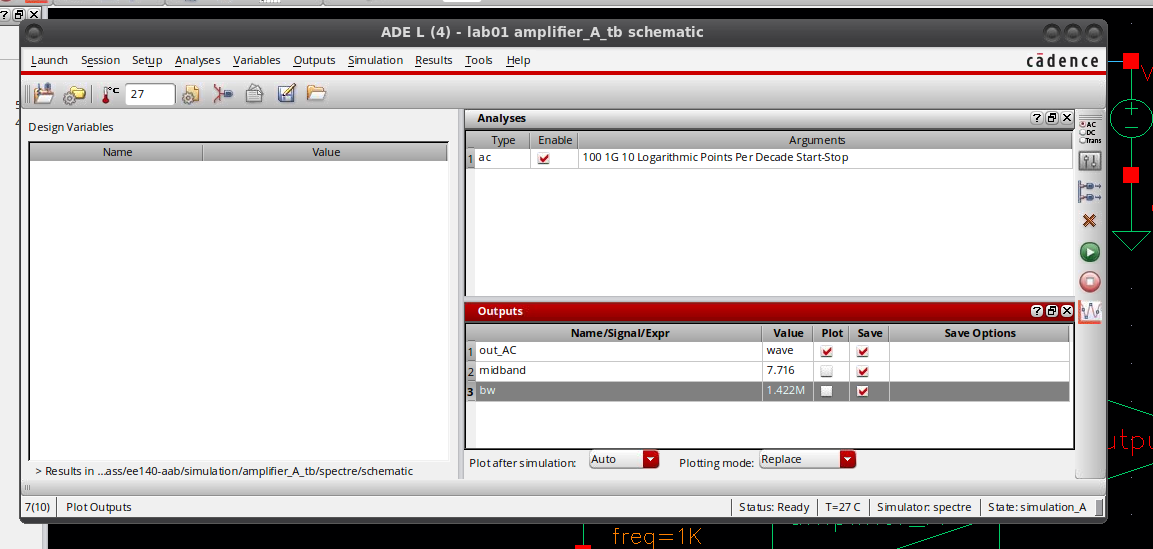 ADE L (4) - lab01 amplifier_A_tb schematic
Launch Session Setup Analyses Variables Outputs Simulation Results Tools Help
cādence
°C 27
Design Variables
Name Value
Analyses
Type Enable Arguments
1 ac 100 1G 10 Logarithmic Points Per Decade Start-Stop
AC
DC
Trans
Outputs
Name/Signal/Expr Value Plot Save Save Options
1 out_AC wave
2 midband 7.716
3 bw 1.422M
> Results in ...ass/ee140-aab/simulation/amplifier_A_tb/spectre/schematic
Plot after simulation: Auto Plotting mode: Replace
7(10) Plot Outputs Status: Ready T=27 C Simulator: spectre State: simulation_A
freq=1K